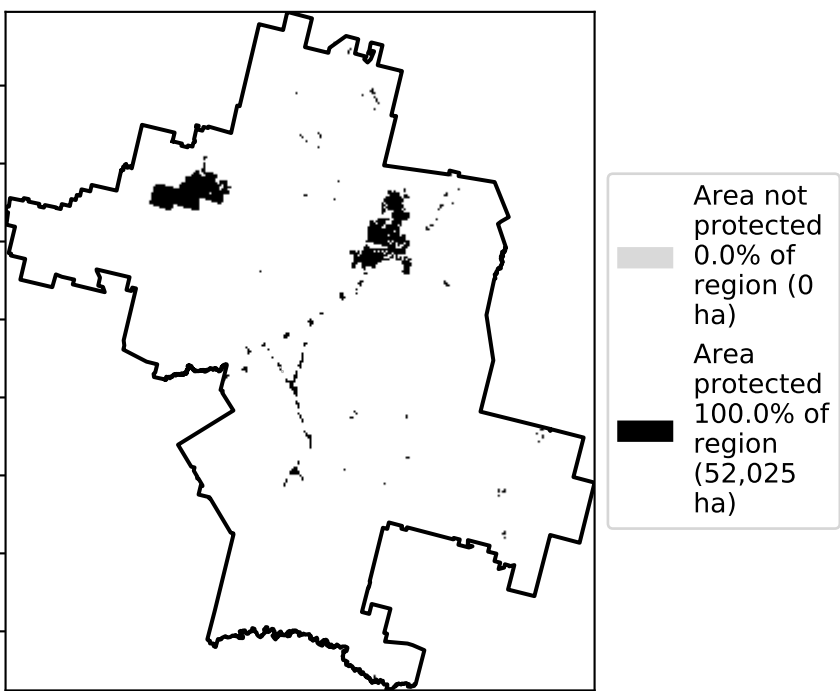 Area not
protected
0.0% of
region (0
ha)
Area
protected
100.0% of
region
(52,025
ha)